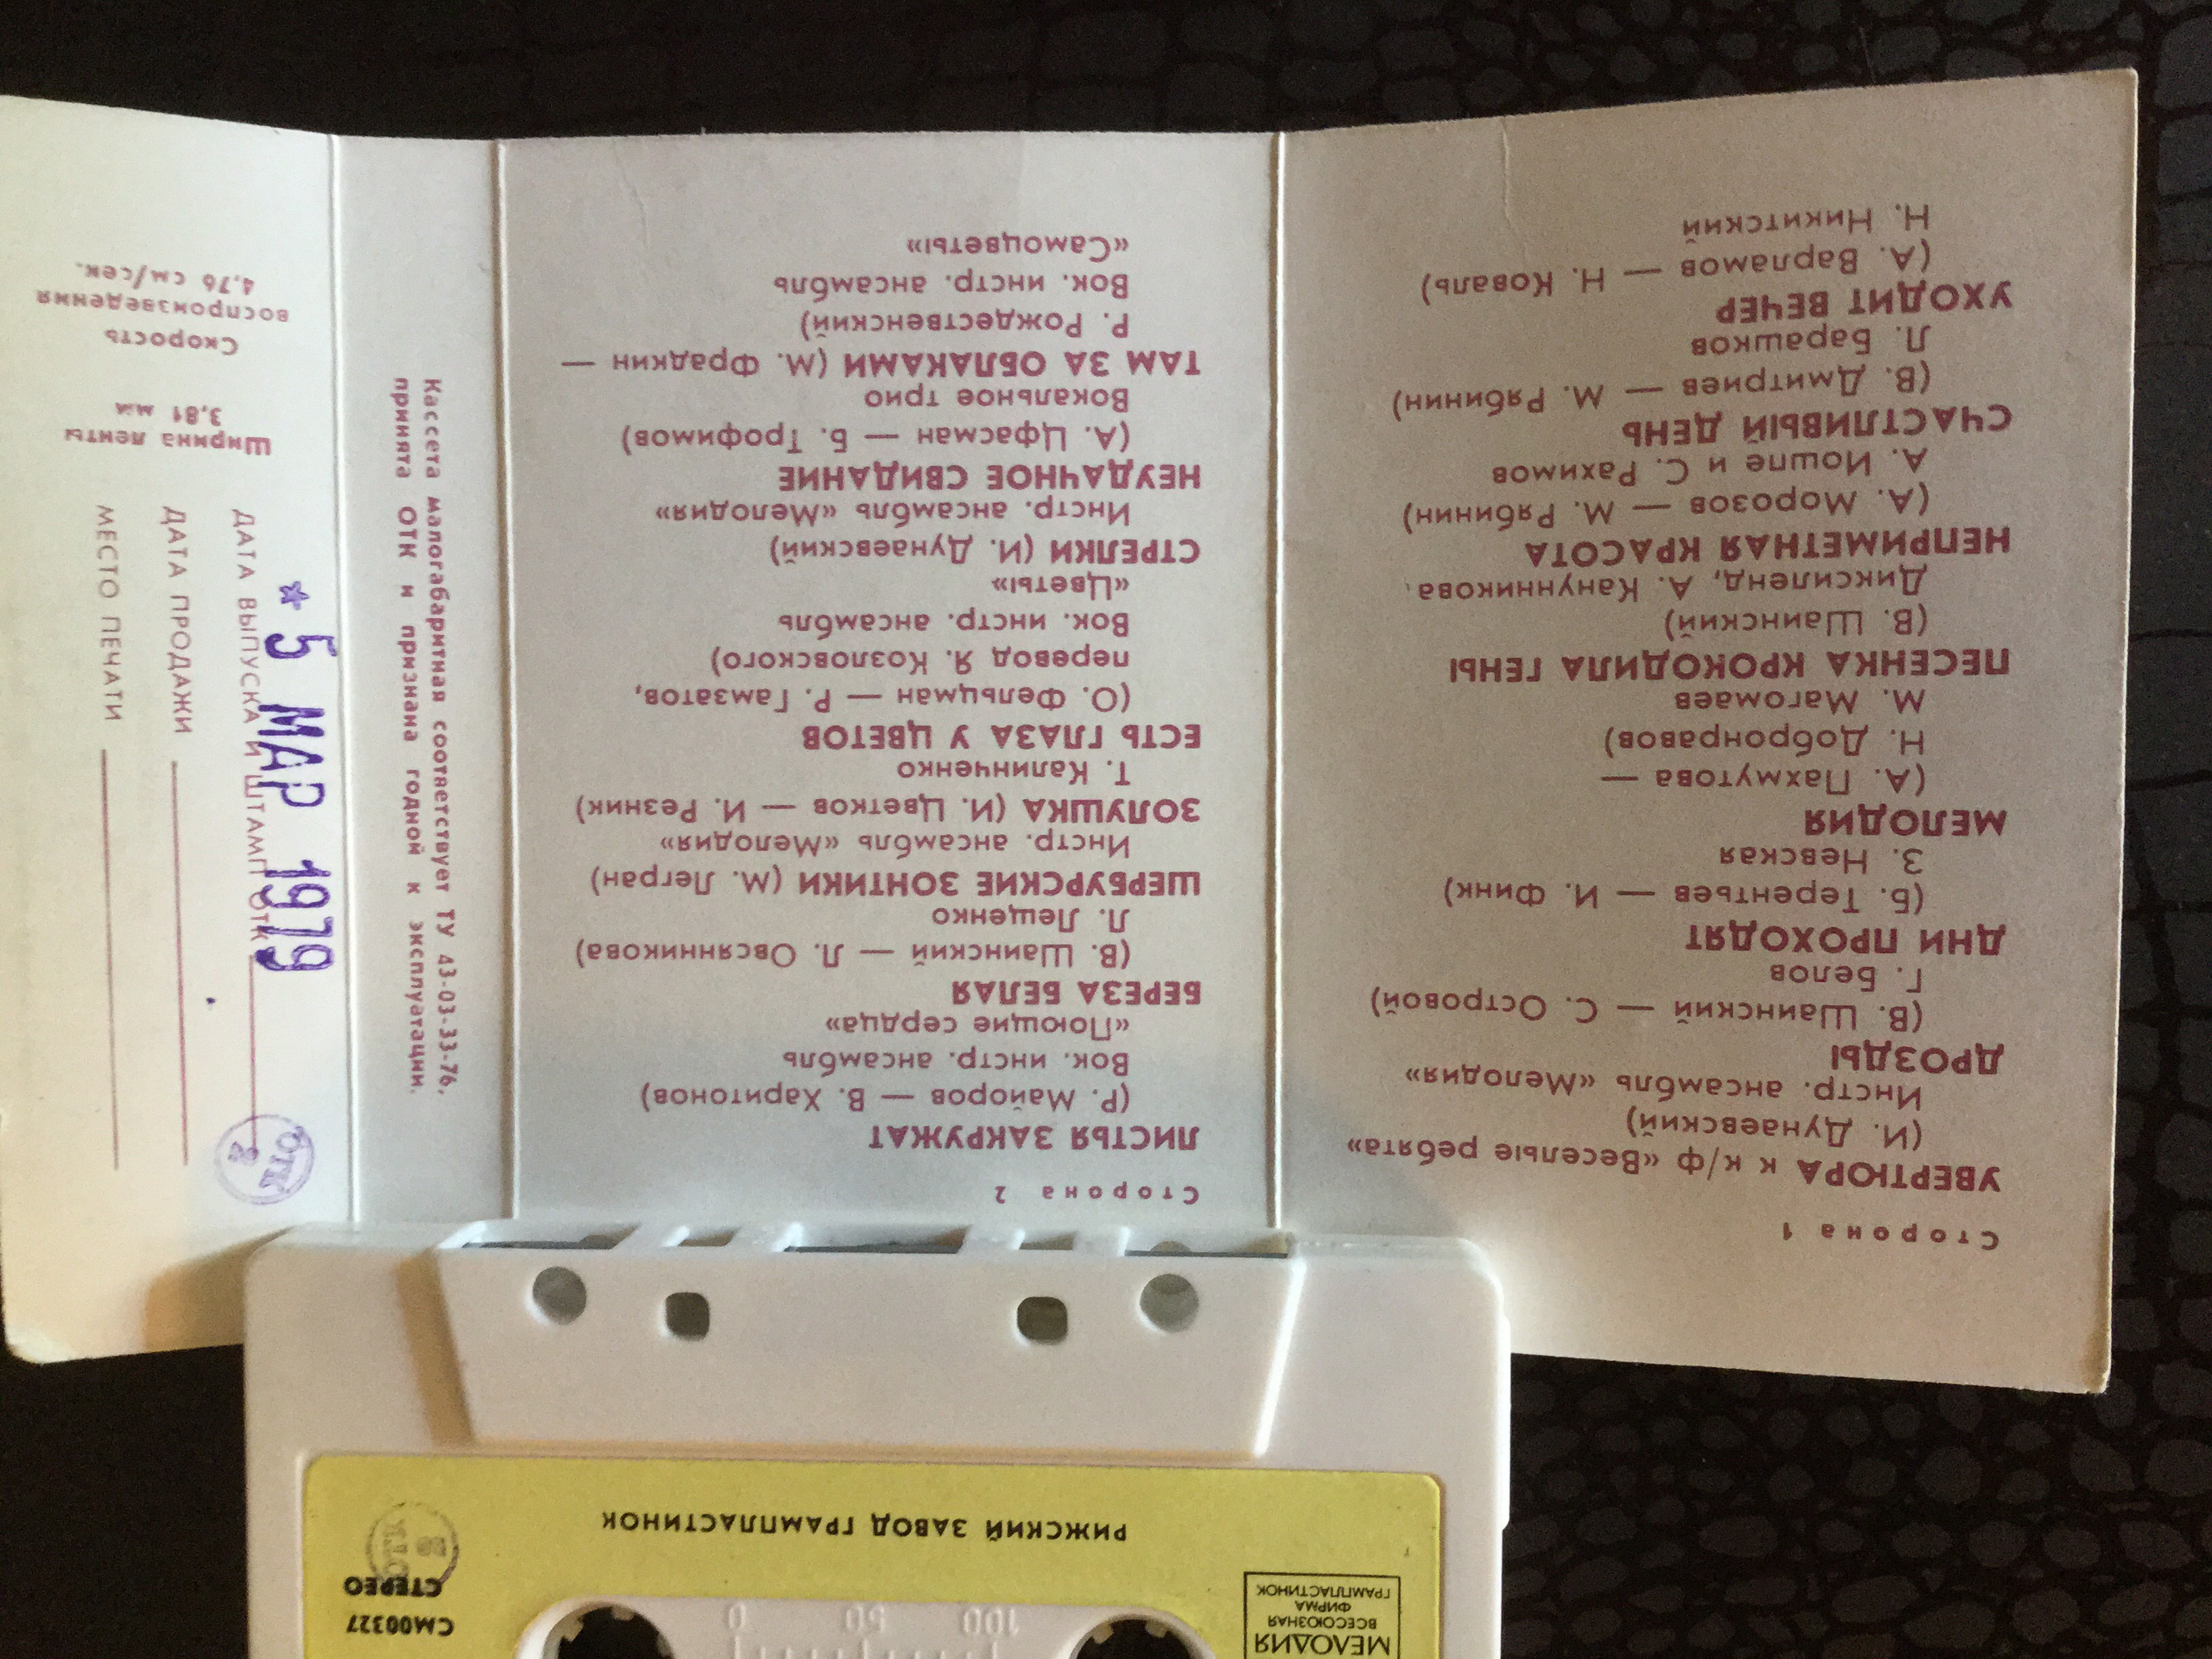 Сторона 1
УВЕРТЮРА к к/ф «Веселые ребята»
(И. Дунаевский)
Инстр. ансамбль «Мелодия»
ДРОЗДЫ
(В. Шаинский — С. Островой)
Г. Белов
ДНИ ПРОХОДЯТ
(Б. Терентьев — И. Финк)
З. Невская
МЕЛОДИЯ
(А. Пахмутова —
Н. Добронравов)
М. Магомаев
ПЕСЕНКА КРОКОДИЛА ГЕНЫ
(В. Шаинский)
Диксиленд, А. Канунникова
НЕПРИМЕТНАЯ КРАСОТА
(А. Морозов — М. Рябинин)
А. Иошпе и С. Рахимов
СЧАСТЛИВЫЙ ДЕНЬ
(В. Дмитриев — М. Рябинин)
Л. Барашков
УХОДИТ ВЕЧЕР
(А. Варламов — Н. Коваль)
Н. Никитский
Сторона 2
ЛИСТЬЯ ЗАКРУЖАТ
(Р. Майоров — В. Харитонов)
Вок. инстр. ансамбль
«Поющие сердца»
БЕРЕЗА БЕЛАЯ
(В. Шаинский — Л. Овсянникова)
Л. Лещенко
ШЕРБУРСКИЕ ЗОНТИКИ (М. Легран)
Инстр. ансамбль «Мелодия»
ЗОЛУШКА (И. Цветков — И. Резник)
Т. Калинченко
ЕСТЬ ГЛАЗА У ЦВЕТОВ
(О. Фельцман — Р. Гамзатов,
перевод Я. Козловского)
Вок. инстр. ансамбль
«Цветы»
СТРЕЛКИ (И. Дунаевский)
Инстр. ансамбль «Мелодия»
НЕУДАЧНОЕ СВИДАНИЕ
(А. Цфасман — Б. Трофимов)
Вокальное трио
ТАМ ЗА ОБЛАКАМИ (М. Фрадкин —
Р. Рождественский)
Вок. инстр. ансамбль
«Самоцветы»
Кассета малогабаритная соответствует ТУ 43-03-33-76,
принята ОТК и признана годной к эксплуатации.
ДАТА ВЫПУСКА И ШТАМП ОТК
* 5 МАР 1979
ОТК
2
ДАТА ПРОДАЖИ
МЕСТО ПЕЧАТИ
Ширина ленты
3,81 мм
Скорость
воспроизведения
4,76 см/сек.
МЕЛОДИЯ
ВСЕСОЮЗНАЯ
ФИРМА
ГРАМПЛАСТИНОК
СМ00327
СТЕРЕО
100 50 0
РИЖСКИЙ ЗАВОД ГРАМПЛАСТИНОК